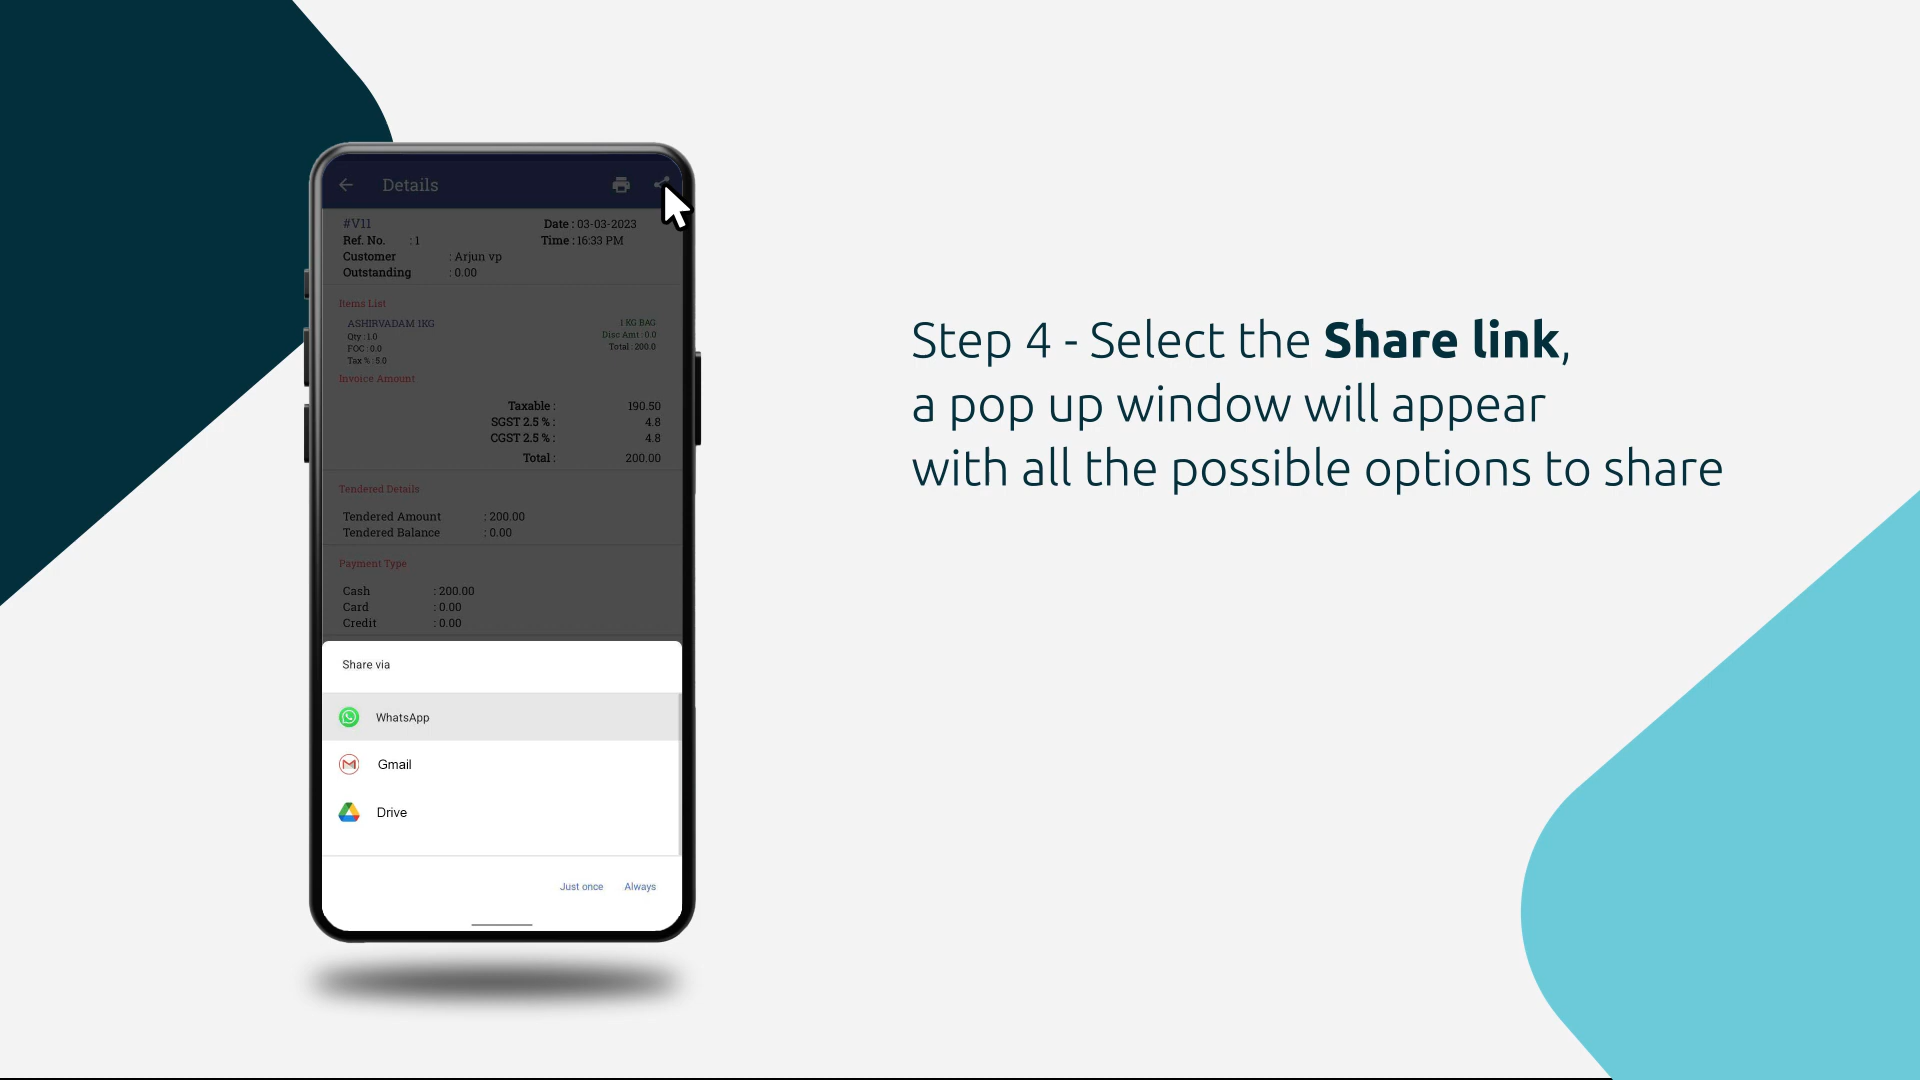 Details
#V11 Date : 03-03-2023
Ref. No. : 1 Time : 16:33 PM
Customer : Arjun vp
Outstanding : 0.00
Items List
ASHIRVADAM 1KG 1 KG BAG
Qty : 1.0 Disc Amt : 0.0
FOC : 0.0 Total : 200.0
Tax % : 5.0
Invoice Amount
Taxable : 190.50
SGST 2.5 % : 4.8
CGST 2.5 % : 4.8
Total : 200.00
Tendered Details
Tendered Amount : 200.00
Tendered Balance : 0.00
Payment Type
Cash : 200.00
Card : 0.00
Credit : 0.00
Share via
WhatsApp
Gmail
Drive
Just once Always
Step 4 - Select the Share link,
a pop up window will appear
with all the possible options to share